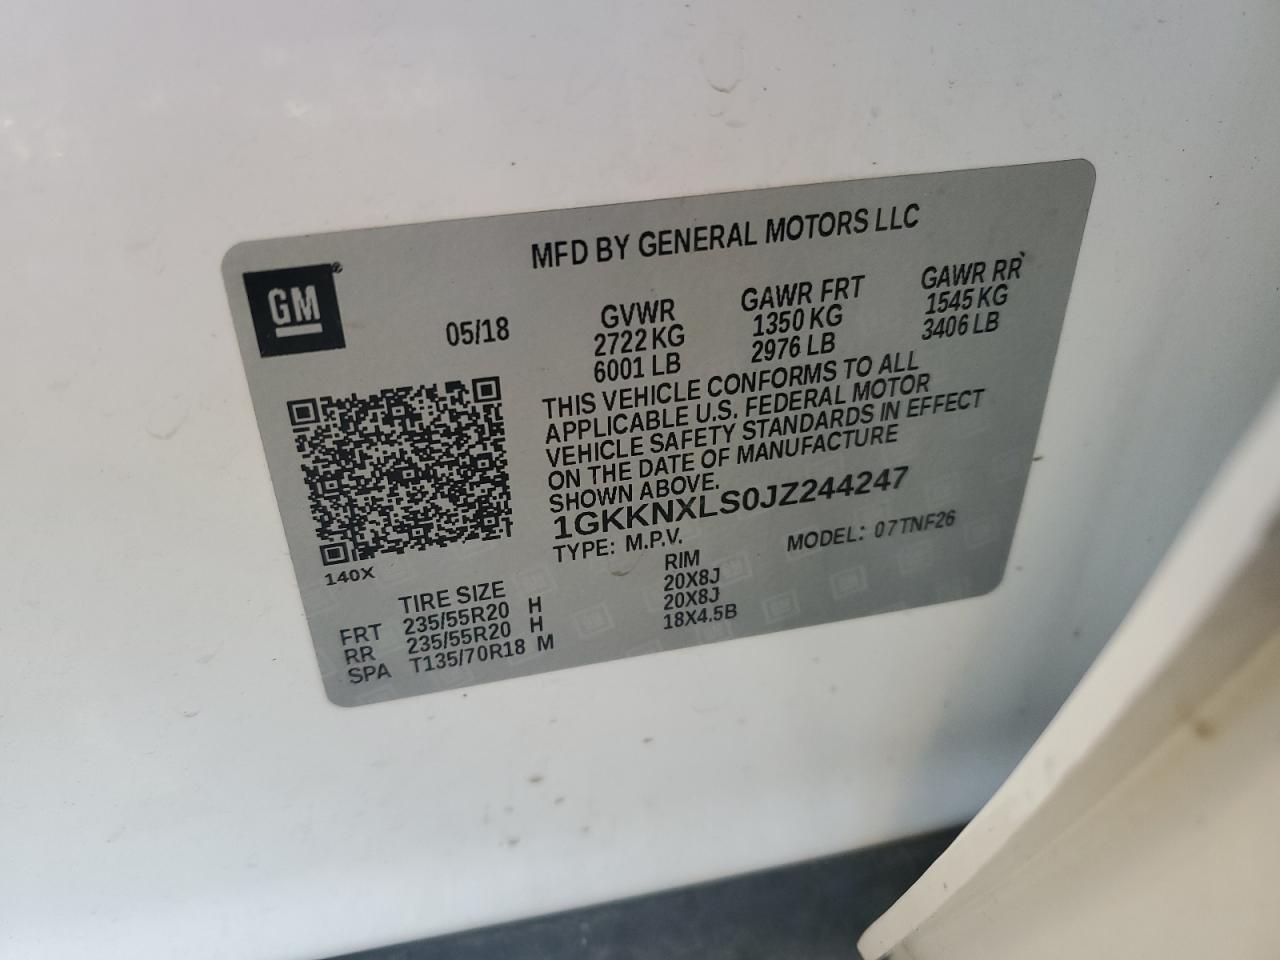 MFD BY GENERAL MOTORS LLC
GM®
05/18
GVWR
2722 KG
6001 LB
GAWR FRT
1350 KG
2976 LB
GAWR RR
1545 KG
3406 LB
THIS VEHICLE CONFORMS TO ALL
APPLICABLE U.S. FEDERAL MOTOR
VEHICLE SAFETY STANDARDS IN EFFECT
ON THE DATE OF MANUFACTURE
SHOWN ABOVE.
1GKKNXLS0JZ244247
TYPE: M.P.V.
MODEL: 07TNF26
140X
TIRE SIZE RIM
FRT 235/55R20 H 20X8J
RR 235/55R20 H 20X8J
SPA T135/70R18 M 18X4.5B